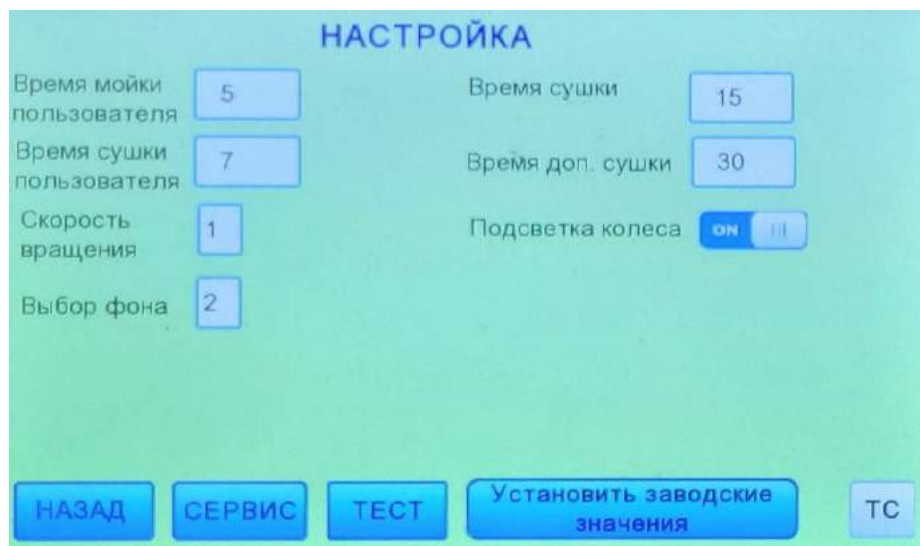 НАСТРОЙКА
Время мойки
пользователя
5
Время сушки
15
Время сушки
пользователя
7
Время доп. сушки
30
Скорость
вращения
1
Подсветка колеса
ON
Выбор фона
2
НАЗАД
СЕРВИС
ТЕСТ
Установить заводские
значения
ТС